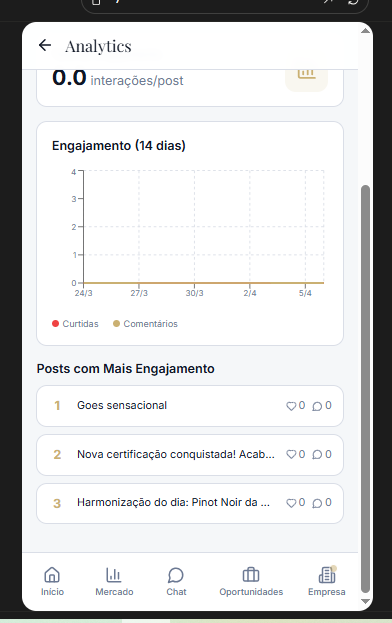 Analytics
0.0 interações/post
Engajamento (14 dias)
4
3
2
1
0
24/3 27/3 30/3 2/4 5/4
Curtidas Comentários
Posts com Mais Engajamento
1 Goes sensacional 0 0
2 Nova certificação conquistada! Acab... 0 0
3 Harmonização do dia: Pinot Noir da ... 0 0
Início Mercado Chat Oportunidades Empresa